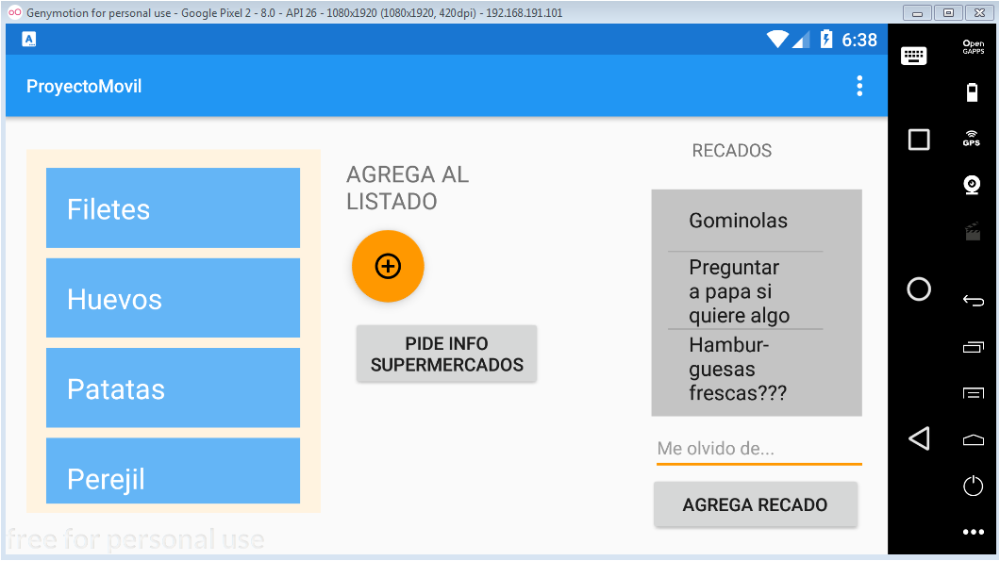 Genymotion for personal use - Google Pixel 2 - 8.0 - API 26 - 1080x1920 (1080x1920, 420dpi) - 192.168.191.101
A
6:38
Open
GAPPS
ProyectoMovil
GPS
Filetes
Huevos
Patatas
Perejil
AGREGA AL
LISTADO
PIDE INFO
SUPERMERCADOS
RECADOS
Gominolas
Preguntar
a papa si
quiere algo
Hambur-
guesas
frescas???
Me olvido de...
AGREGA RECADO
free for personal use